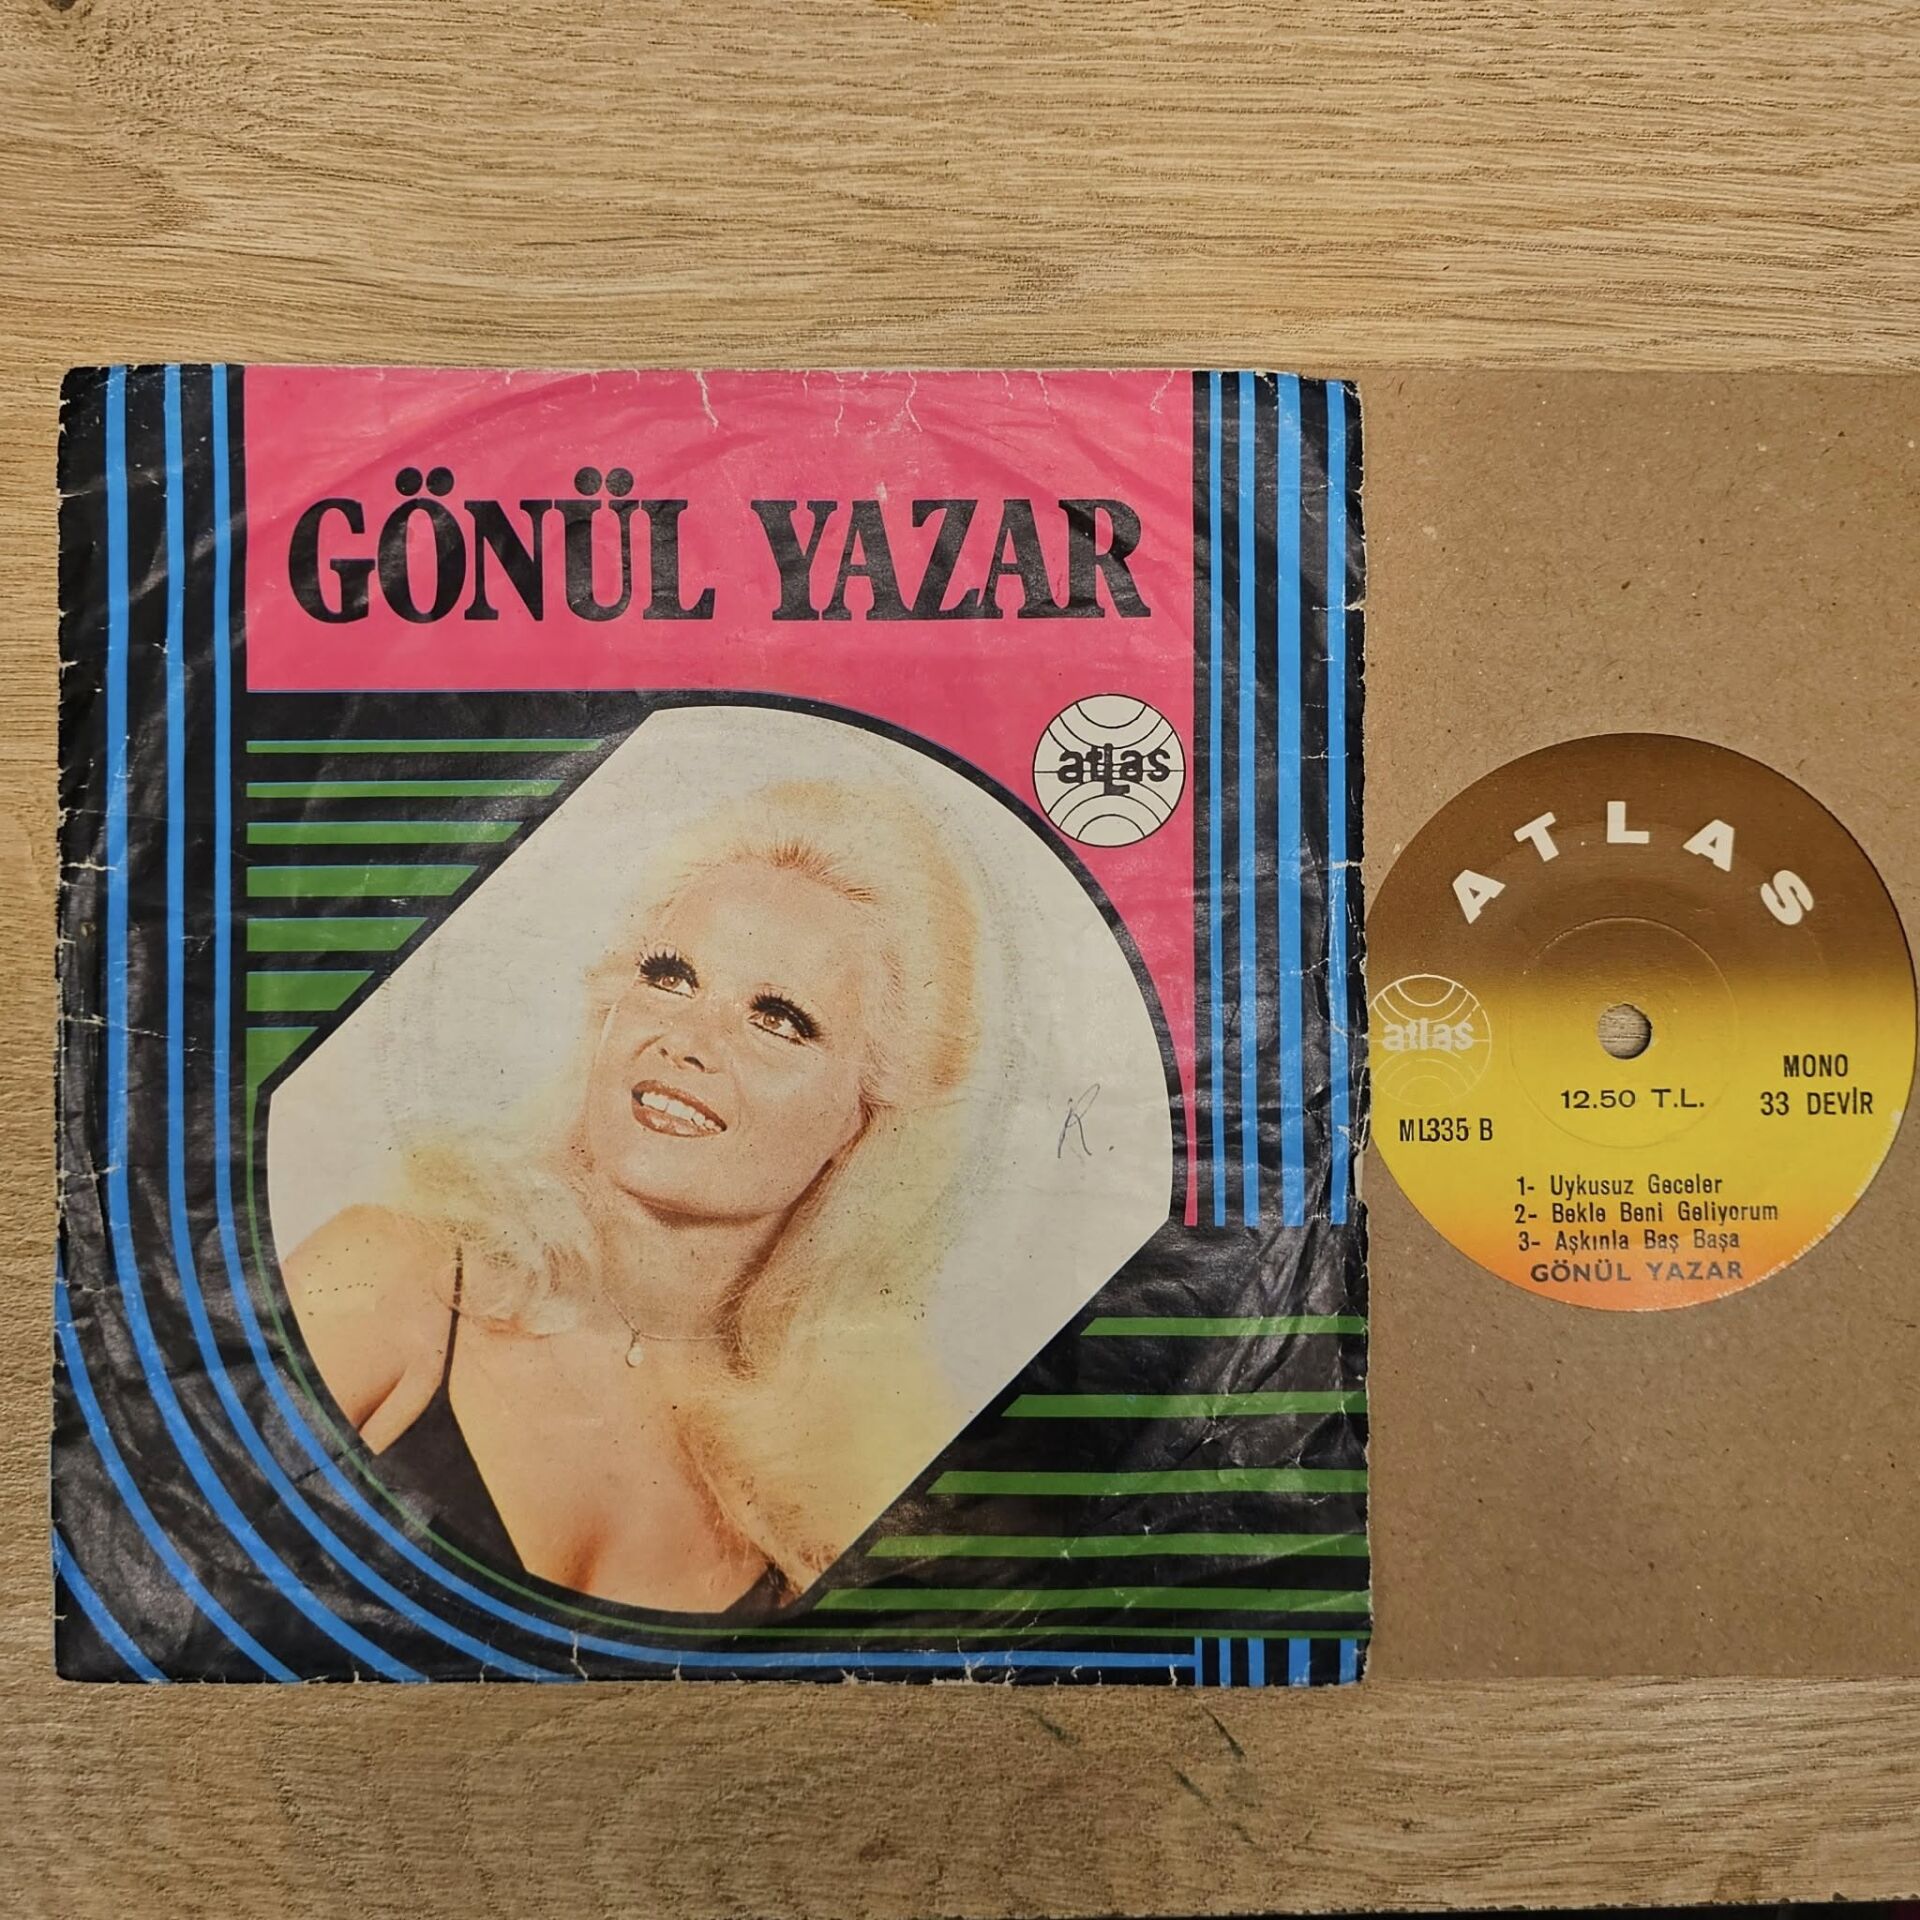 GÖNÜL YAZAR
atlas
R.
ATLAS
atlas
MONO
33 DEVİR
12.50 T.L.
ML335 B
1- Uykusuz Geceler
2- Bekle Beni Geliyorum
3- Aşkınla Baş Başa
GÖNÜL YAZAR